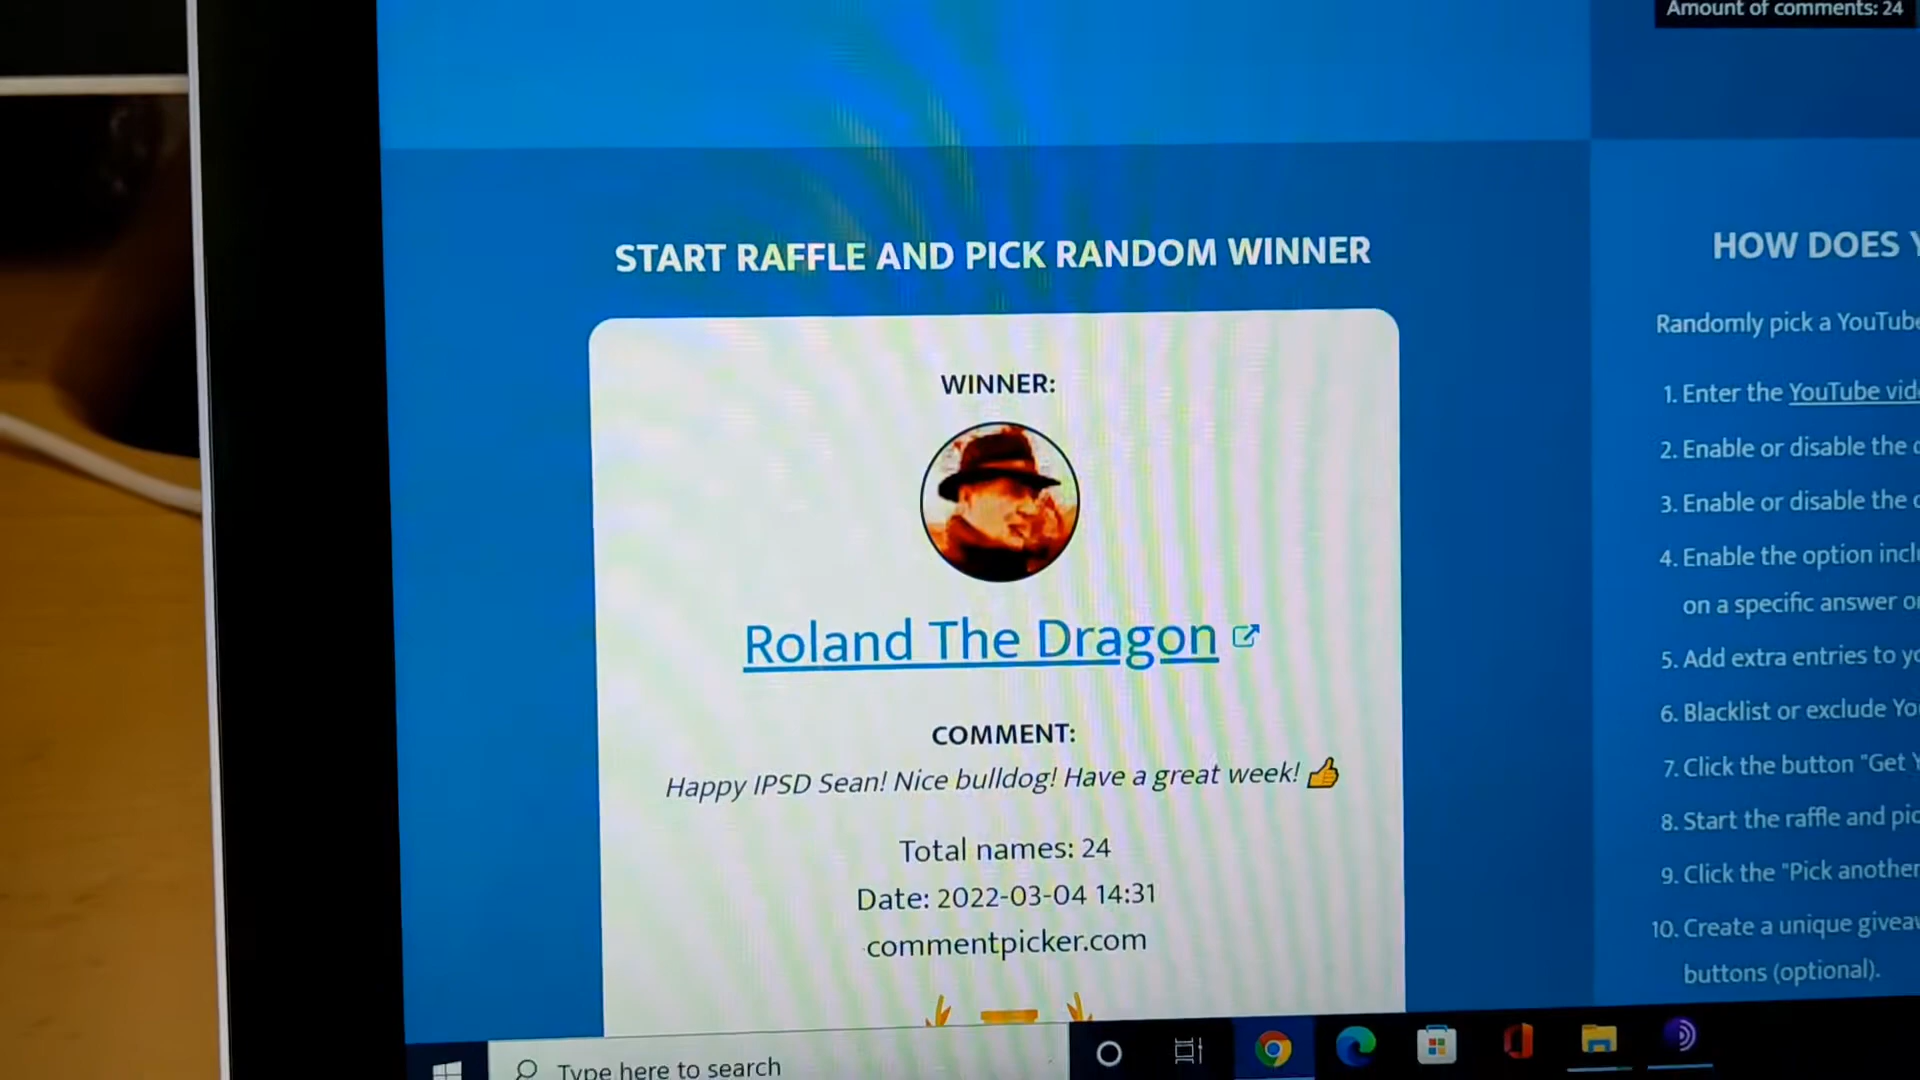 Amount of comments: 24
START RAFFLE AND PICK RANDOM WINNER
WINNER:
Roland The Dragon
COMMENT:
Happy IPSD Sean! Nice bulldog! Have a great week! 👍
Total names: 24
Date: 2022-03-04 14:31
commentpicker.com
HOW DOES
Randomly pick a YouTube
1. Enter the YouTube
2. Enable or disable the
3. Enable or disable the
4. Enable the option
on a specific answer
5. Add extra entries to
6. Blacklist or exclude
7. Click the button "Get
8. Start the raffle and
9. Click the "Pick another
10. Create a unique
buttons (optional).
Type here to search